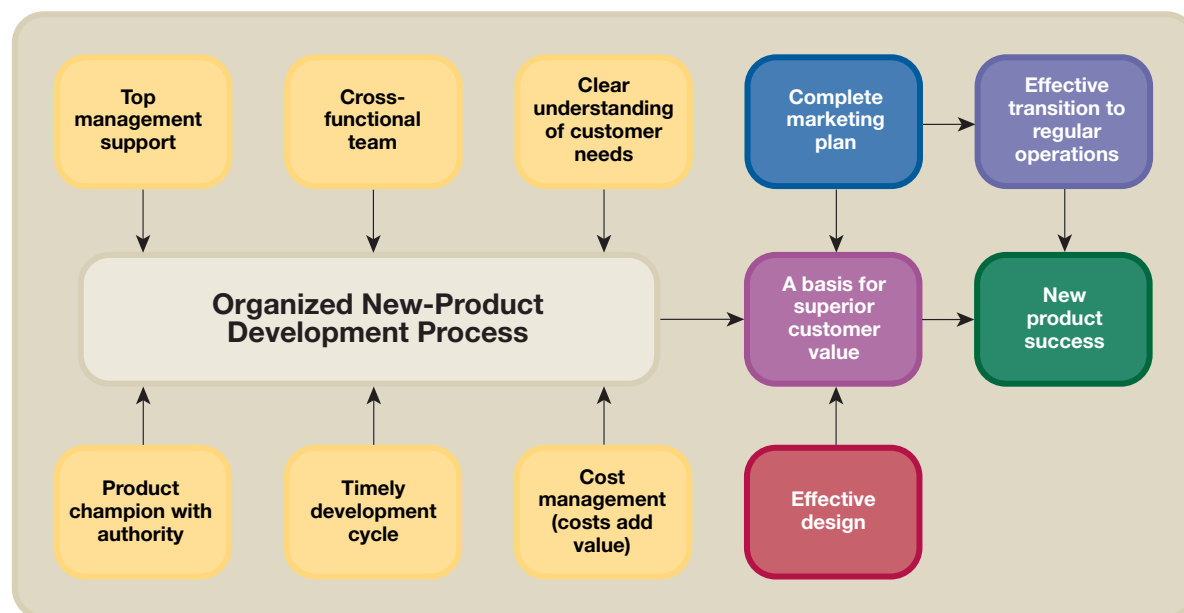 Top
management
support
Cross-
functional
team
Clear
understanding
of customer
needs
Complete
marketing
plan
Effective
transition to
regular
operations
Organized New-Product
Development Process
A basis for
superior
customer
value
New
product
success
Product
champion with
authority
Timely
development
cycle
Cost
management
(costs add
value)
Effective
design